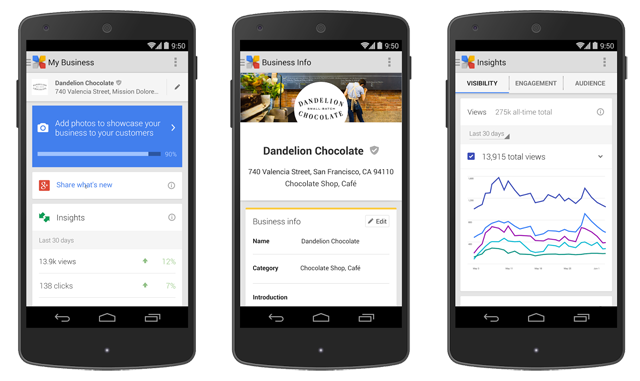 9:50
My Business
Dandelion Chocolate
740 Valencia Street, Mission Dolore...
Add photos to showcase your
business to your customers
90%
Share what's new
Insights
Last 30 days
13.9k views
12%
138 clicks
7%
9:50
Business Info
DANDELION
SMALL-BATCH
CHOCOLATE
Dandelion Chocolate
740 Valencia Street, San Francisco, CA 94110
Chocolate Shop, Café
Business info
Edit
Name
Dandelion Chocolate
Category
Chocolate Shop, Café
Introduction
9:50
Insights
VISIBILITY
ENGAGEMENT
AUDIENCE
Views
275k all-time total
Last 30 days
13,915 total views